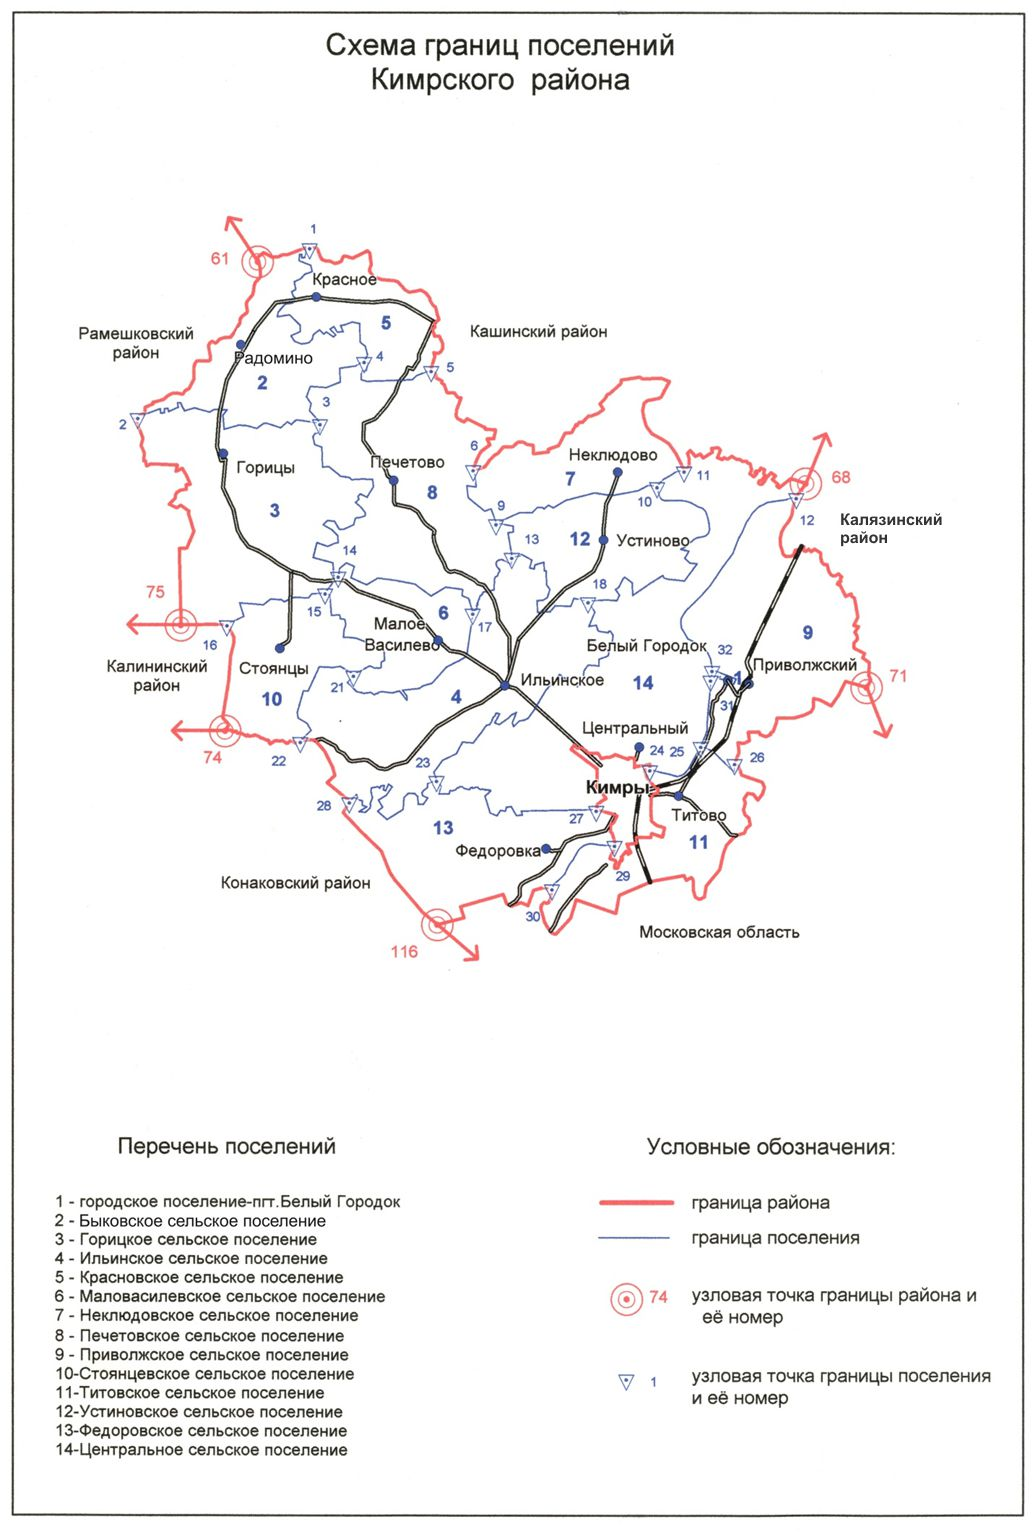 Схема границ поселений
Кимрского района
1
61
Красное
Рамешковский
район
5
Кашинский район
Радомино
4
5
2
3
2
6
Неклюдово
Горицы
Печетово
7
11
68
8
10
12
3
9
Калязинский
район
13
12
Устиново
14
18
75
15
6
16
Малое
Василево
17
9
Белый Городок
32
Калининский
район
Стоянцы
Приволжский
71
21
Ильинское
14
1
10
4
31
Центральный
74
22
24
25
26
23
Кимры
28
27
Титово
13
11
Федоровка
29
Конаковский район
30
116
Московская область
Перечень поселений
Условные обозначения:
1 - городское поселение-пгт.Белый Городок
2 - Быковское сельское поселение
3 - Горицкое сельское поселение
4 - Ильинское сельское поселение
5 - Красновское сельское поселение
6 - Маловасилевское сельское поселение
7 - Неклюдовское сельское поселение
8 - Печетовское сельское поселение
9 - Приволжское сельское поселение
10-Стоянцевское сельское поселение
11-Титовское сельское поселение
12-Устиновское сельское поселение
13-Федоровское сельское поселение
14-Центральное сельское поселение
граница района
граница поселения
74 узловая точка границы района и
её номер
1 узловая точка границы поселения
и её номер